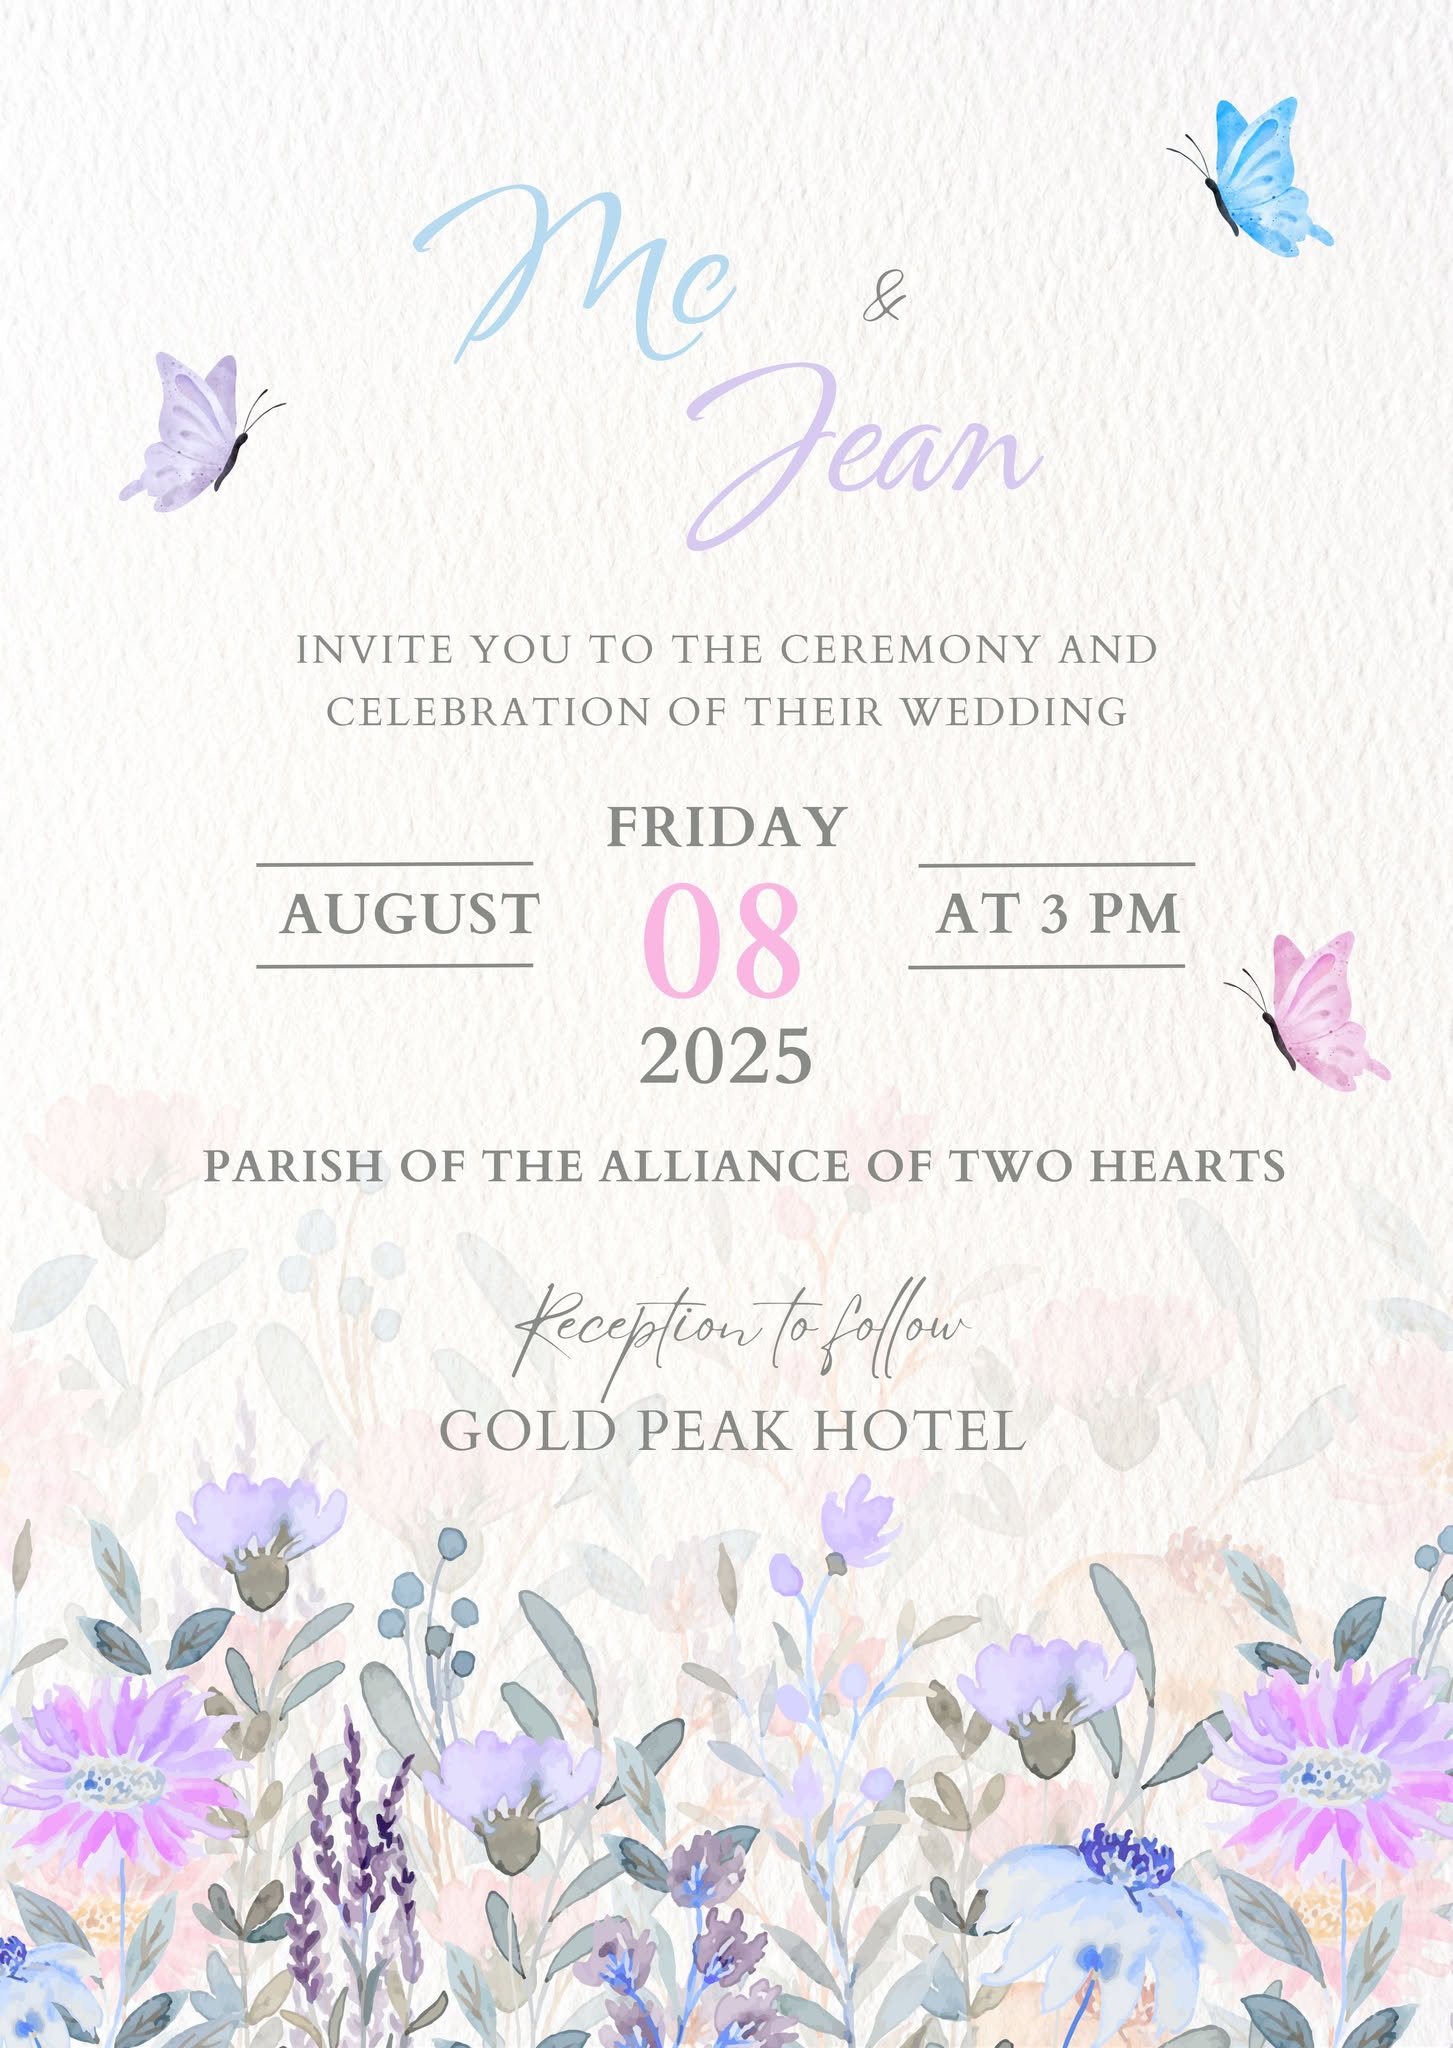 Mc &
Jean
INVITE YOU TO THE CEREMONY AND
CELEBRATION OF THEIR WEDDING
FRIDAY
AUGUST 08 AT 3 PM
2025
PARISH OF THE ALLIANCE OF TWO HEARTS
Reception to follow
GOLD PEAK HOTEL